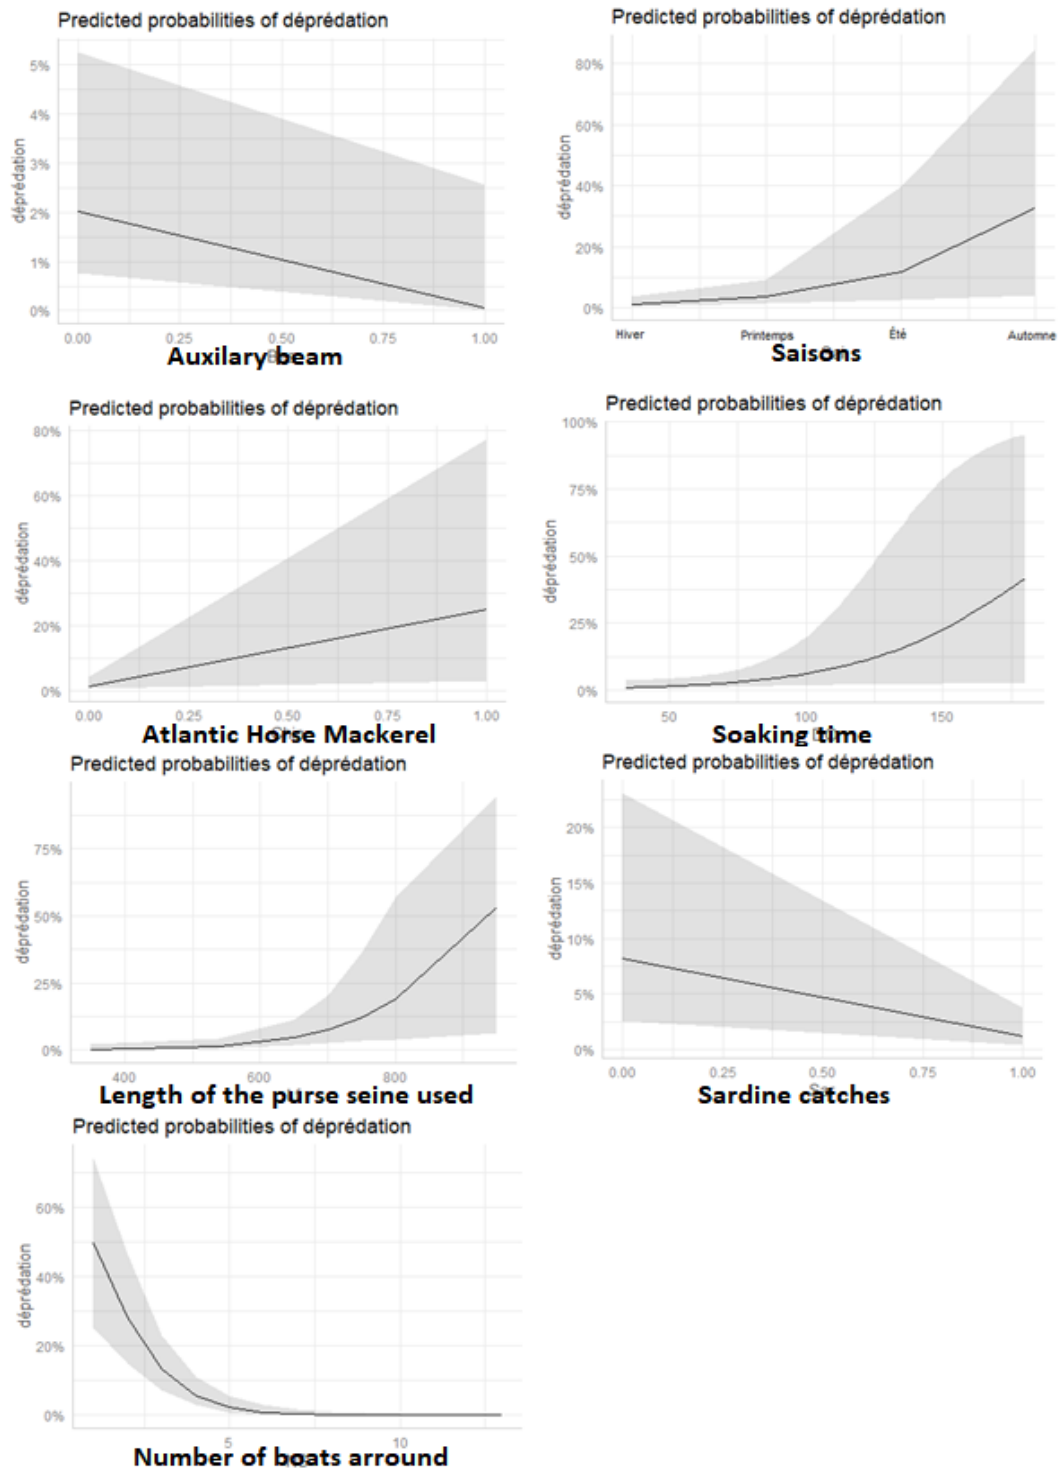 Predicted probabilities of déprédation
déprédation
5%
4%
3%
2%
1%
0%
0.00 0.25 0.50 0.75 1.00
Auxilary beam
Predicted probabilities of déprédation
déprédation
80%
60%
40%
20%
0%
Hiver Printemps Été Automne
Saisons
Predicted probabilities of déprédation
déprédation
80%
60%
40%
20%
0%
0.00 0.25 0.50 0.75 1.00
Atlantic Horse Mackerel
Predicted probabilities of déprédation
déprédation
100%
75%
50%
25%
0%
50 100 150
Soaking time
Predicted probabilities of déprédation
déprédation
75%
50%
25%
0%
400 600 800
Length of the purse seine used
Predicted probabilities of déprédation
déprédation
20%
15%
10%
5%
0%
0.00 0.25 0.50 0.75 1.00
Sardine catches
Predicted probabilities of déprédation
déprédation
60%
40%
20%
0%
5 10
Number of boats arround